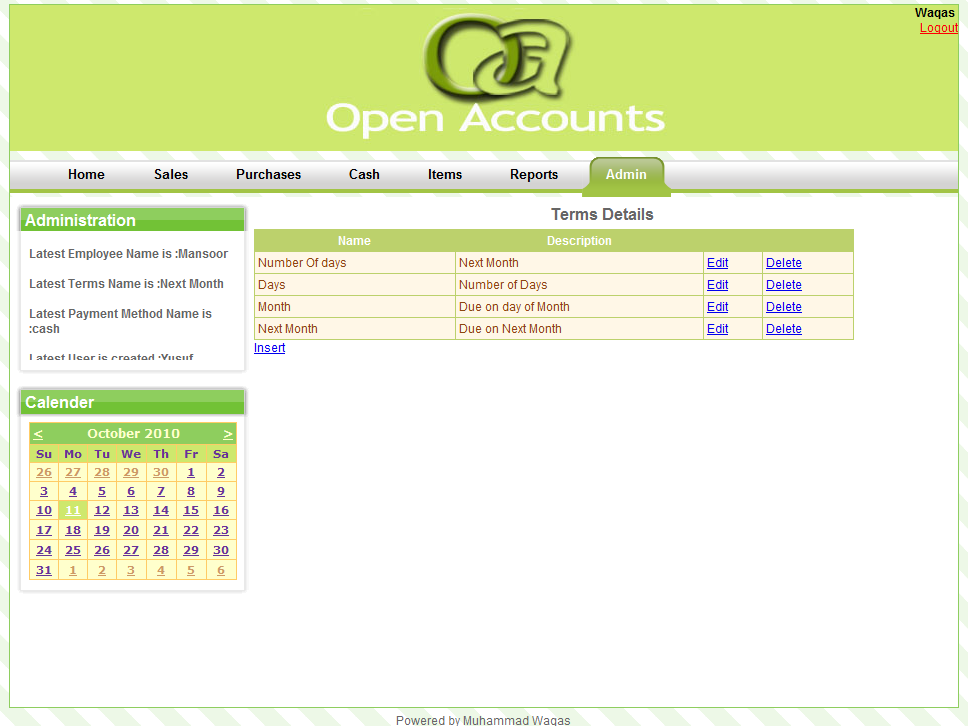 Waqas
Logout
Oa
Open Accounts
Home Sales Purchases Cash Items Reports Admin
Administration
Latest Employee Name is :Mansoor
Latest Terms Name is :Next Month
Latest Payment Method Name is
:cash
Latest User is created :Yusuf
Terms Details
Name Description
Number Of days Next Month Edit Delete
Days Number of Days Edit Delete
Month Due on day of Month Edit Delete
Next Month Due on Next Month Edit Delete
Insert
Calender
< October 2010 >
Su Mo Tu We Th Fr Sa
26 27 28 29 30 1 2
3 4 5 6 7 8 9
10 11 12 13 14 15 16
17 18 19 20 21 22 23
24 25 26 27 28 29 30
31 1 2 3 4 5 6
Powered by Muhammad Waqas